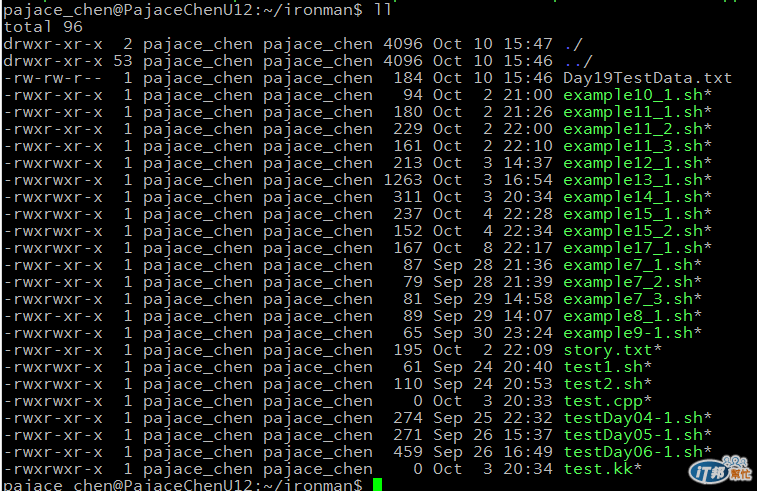 pajace_chen@PajaceChenU12:~/ironman$ ll
total 96
drwxr-xr-x  2 pajace_chen pajace_chen 4096 Oct 10 15:47 ./
drwxr-xr-x 53 pajace_chen pajace_chen 4096 Oct 10 15:46 ../
-rw-rw-r--  1 pajace_chen pajace_chen  184 Oct 10 15:46 Day19TestData.txt
-rwxr-xr-x  1 pajace_chen pajace_chen   94 Oct  2 21:00 example10_1.sh*
-rwxr-xr-x  1 pajace_chen pajace_chen  180 Oct  2 21:26 example11_1.sh*
-rwxr-xr-x  1 pajace_chen pajace_chen  229 Oct  2 22:00 example11_2.sh*
-rwxr-xr-x  1 pajace_chen pajace_chen  161 Oct  2 22:10 example11_3.sh*
-rwxrwxr-x  1 pajace_chen pajace_chen  213 Oct  3 14:37 example12_1.sh*
-rwxrwxr-x  1 pajace_chen pajace_chen 1263 Oct  3 16:54 example13_1.sh*
-rwxrwxr-x  1 pajace_chen pajace_chen  311 Oct  3 20:34 example14_1.sh*
-rwxrwxr-x  1 pajace_chen pajace_chen  237 Oct  4 22:28 example15_1.sh*
-rwxrwxr-x  1 pajace_chen pajace_chen  152 Oct  4 22:34 example15_2.sh*
-rwxrwxr-x  1 pajace_chen pajace_chen  167 Oct  8 22:17 example17_1.sh*
-rwxr-xr-x  1 pajace_chen pajace_chen   87 Sep 28 21:36 example7_1.sh*
-rwxr-xr-x  1 pajace_chen pajace_chen   79 Sep 28 21:39 example7_2.sh*
-rwxr-xr-x  1 pajace_chen pajace_chen   81 Sep 29 14:58 example7_3.sh*
-rwxr-xr-x  1 pajace_chen pajace_chen   89 Sep 29 14:07 example8_1.sh*
-rwxr-xr-x  1 pajace_chen pajace_chen   65 Sep 30 23:24 example9-1.sh*
-rwxr-xr-x  1 pajace_chen pajace_chen  195 Oct  2 22:09 story.txt*
-rwxr-xr-x  1 pajace_chen pajace_chen   61 Sep 24 20:40 test1.sh*
-rwxr-xr-x  1 pajace_chen pajace_chen  110 Sep 24 20:53 test2.sh*
-rwxrwxr-x  1 pajace_chen pajace_chen    0 Oct  3 20:33 test.cpp*
-rwxr-xr-x  1 pajace_chen pajace_chen  274 Sep 25 22:32 testDay04-1.sh*
-rwxr-xr-x  1 pajace_chen pajace_chen  271 Sep 26 15:37 testDay05-1.sh*
-rwxr-xr-x  1 pajace_chen pajace_chen  459 Sep 26 16:49 testDay06-1.sh*
-rwxrwxr-x  1 pajace_chen pajace_chen    0 Oct  3 20:34 test.kk*
pajace_chen@PajaceChenU12:~/ironman$
iT邦幫忙